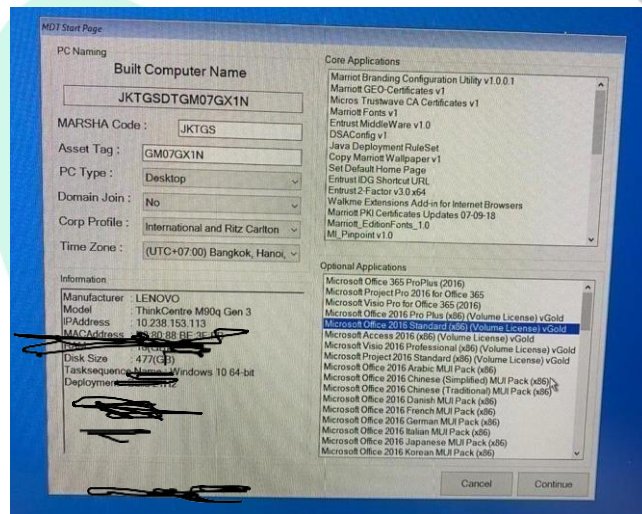 MDT Start Page
PC Naming
Built Computer Name
JKTGSDTGM07GX1N
MARSHA Code :
JKTGS
Asset Tag :
GM07GX1N
PC Type :
Desktop
Domain Join :
No
Corp Profile :
International and Ritz Carlton
Time Zone :
(UTC+07:00) Bangkok, Hanoi,
Information
Manufacturer : LENOVO
Model : ThinkCentre M90q Gen 3
IPAddress : 10.238.153.113
MACAddress
Disk Size : 477(GB)
Tasksequence Name : Windows 10 64-bit
Deployment
Core Applications
Marriot Branding Configuration Utility v1.0.0.1
Marriott GEO-Certificates v1
Micros Trustwave CA Certificates v1
Marriott Fonts v1
Entrust MiddleWare v1.0
DSAConfig v1
Java Deployment RuleSet
Copy Marriott Wallpaper v1
Set Default Home Page
Entrust IDG Shortcut URL
Entrust 2-Factor v3.0 x64
Walkme Extensions Add-in for Internet Browsers
Marriott PKI Certificates Updates 07-09-18
Marriott_EditionFonts_1.0
MI_Pinpoint v1.0
Optional Applications
Microsoft Office 365 ProPlus (2016)
Microsoft Project Pro 2016 for Office 365
Microsoft Visio Pro for Office 365 (2016)
Microsoft Office 2016 Pro Plus (x86) (Volume License) vGold
Microsoft Office 2016 Standard (x86) (Volume License) vGold
Microsoft Access 2016 (x86) (Volume License) vGold
Microsoft Visio 2016 Professional (x86) (Volume License) vGold
Microsoft Project 2016 Standard (x86) (Volume License) vGold
Microsoft Office 2016 Arabic MUI Pack (x86)
Microsoft Office 2016 Chinese (Simplified) MUI Pack (x86)
Microsoft Office 2016 Chinese (Traditional) MUI Pack (x86)
Microsoft Office 2016 Danish MUI Pack (x86)
Microsoft Office 2016 French MUI Pack (x86)
Microsoft Office 2016 German MUI Pack (x86)
Microsoft Office 2016 Italian MUI Pack (x86)
Microsoft Office 2016 Japanese MUI Pack (x86)
Microsoft Office 2016 Korean MUI Pack (x86)
Cancel
Continue